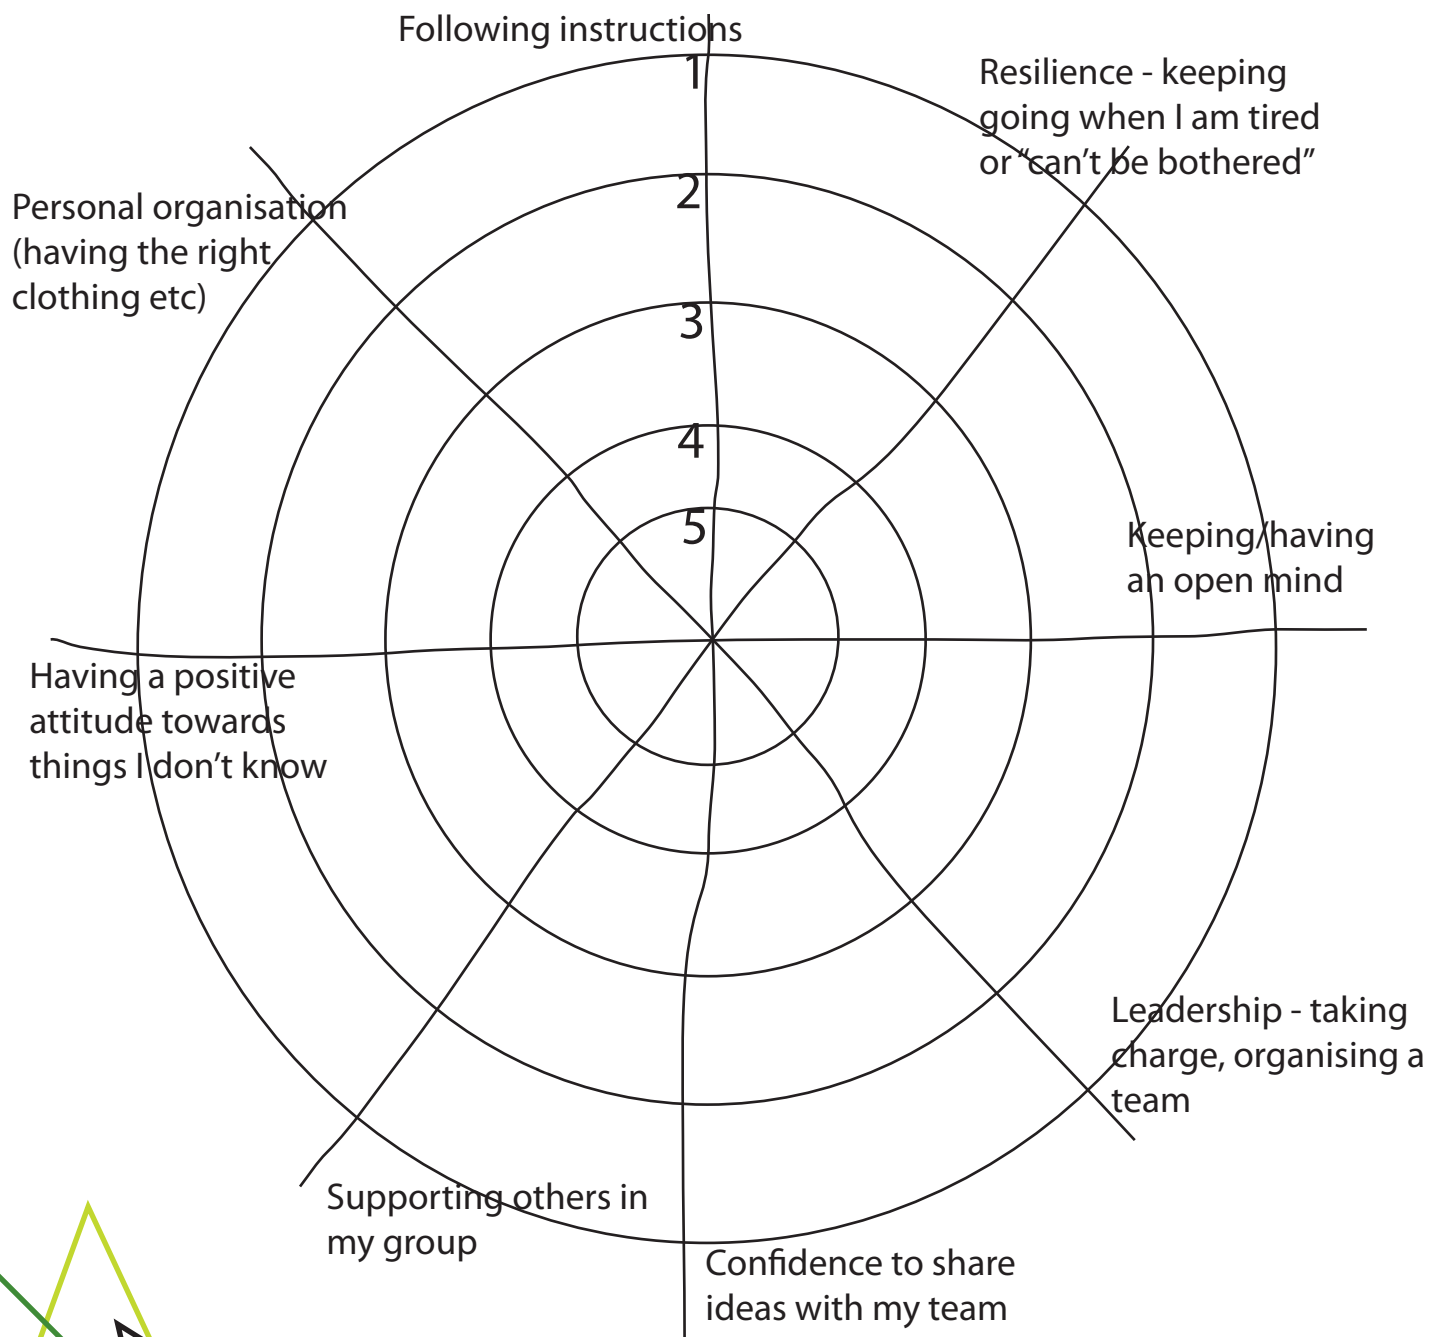 Following instructions
1
Resilience - keeping
going when I am tired
or “can’t be bothered”
2
Personal organisation
(having the right
clothing etc)
3
4
5
Keeping/having
an open mind
Having a positive
attitude towards
things I don’t know
Leadership - taking
charge, organising a
team
Supporting others in
my group
Confidence to share
ideas with my team